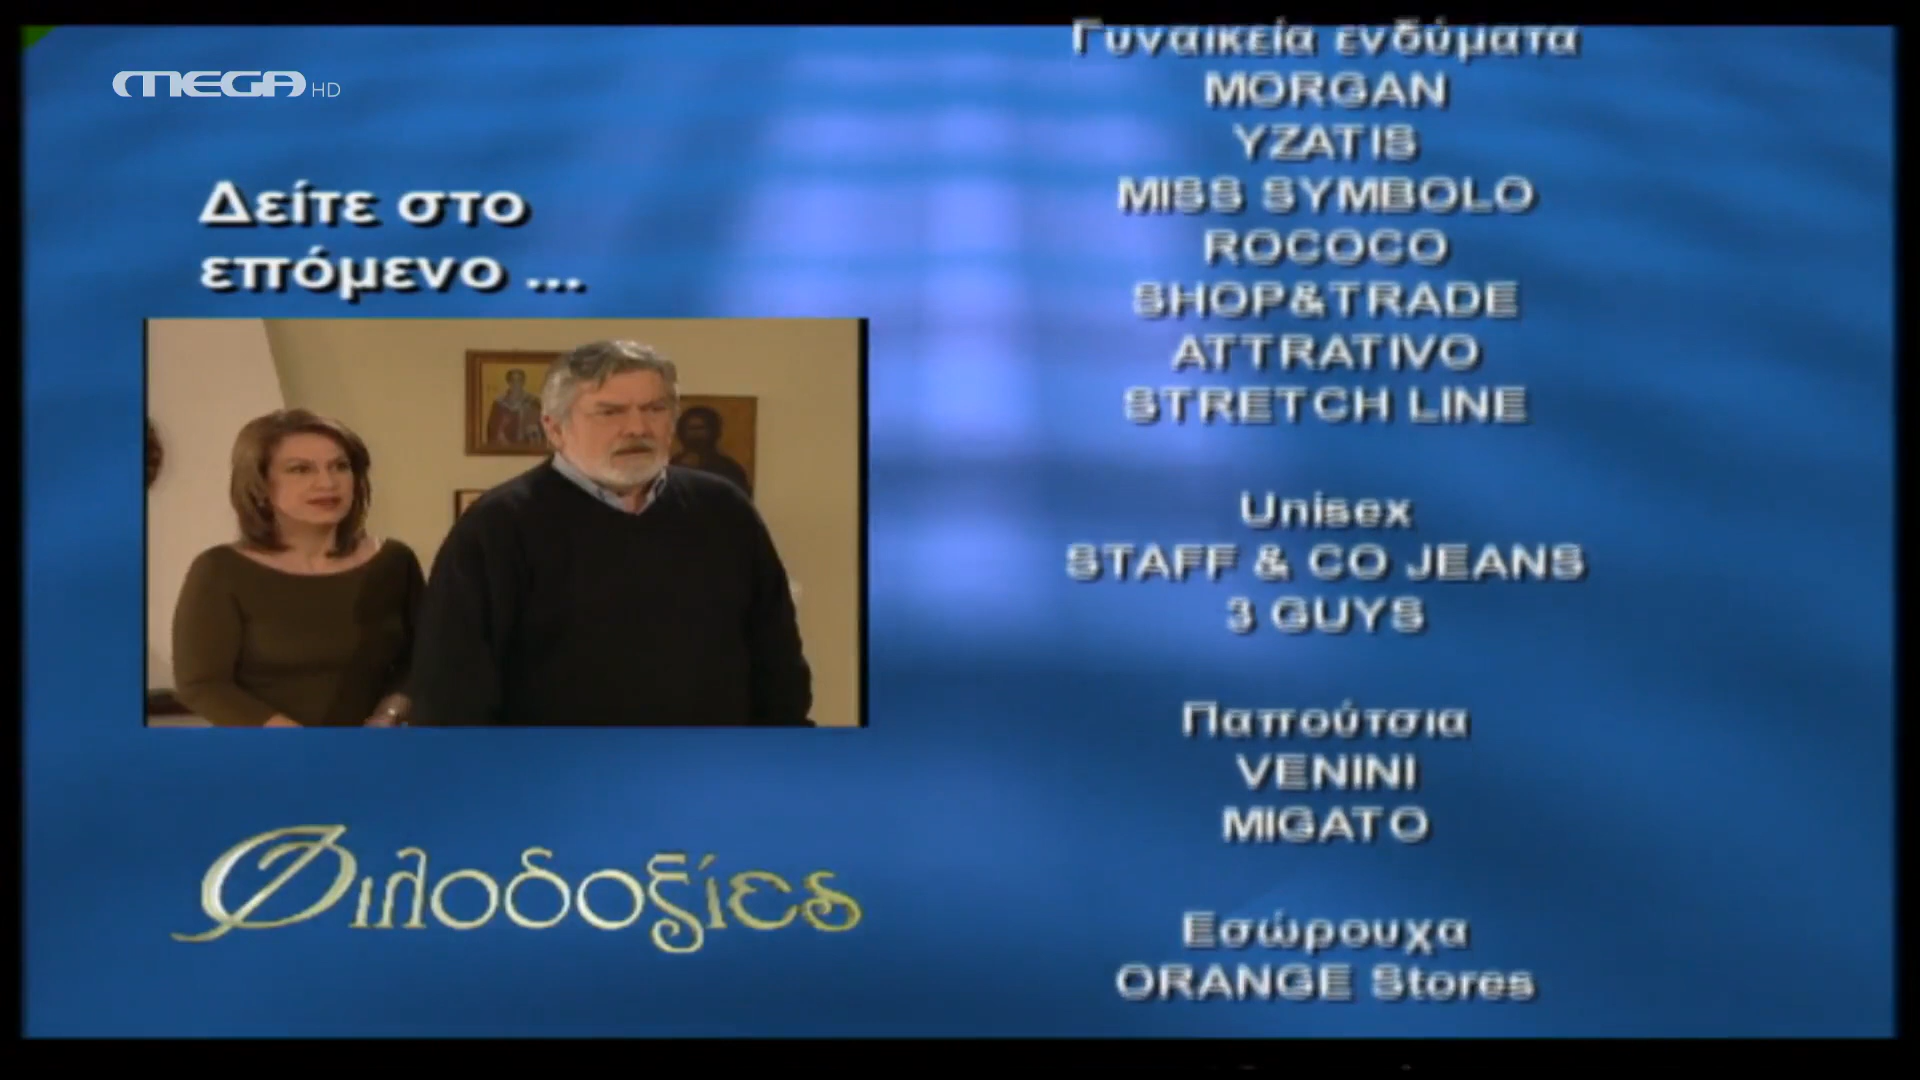 MEGA HD
Δείτε στο
επόμενο ...
Φιλοδοξίες
Γυναικεία ενδύματα
MORGAN
YZATIS
MISS SYMBOLO
ROCOCO
SHOP&TRADE
ATTRATIVO
STRETCH LINE
Unisex
STAFF & CO JEANS
3 GUYS
Παπούτσια
VENINI
MIGATO
Εσώρουχα
ORANGE Stores